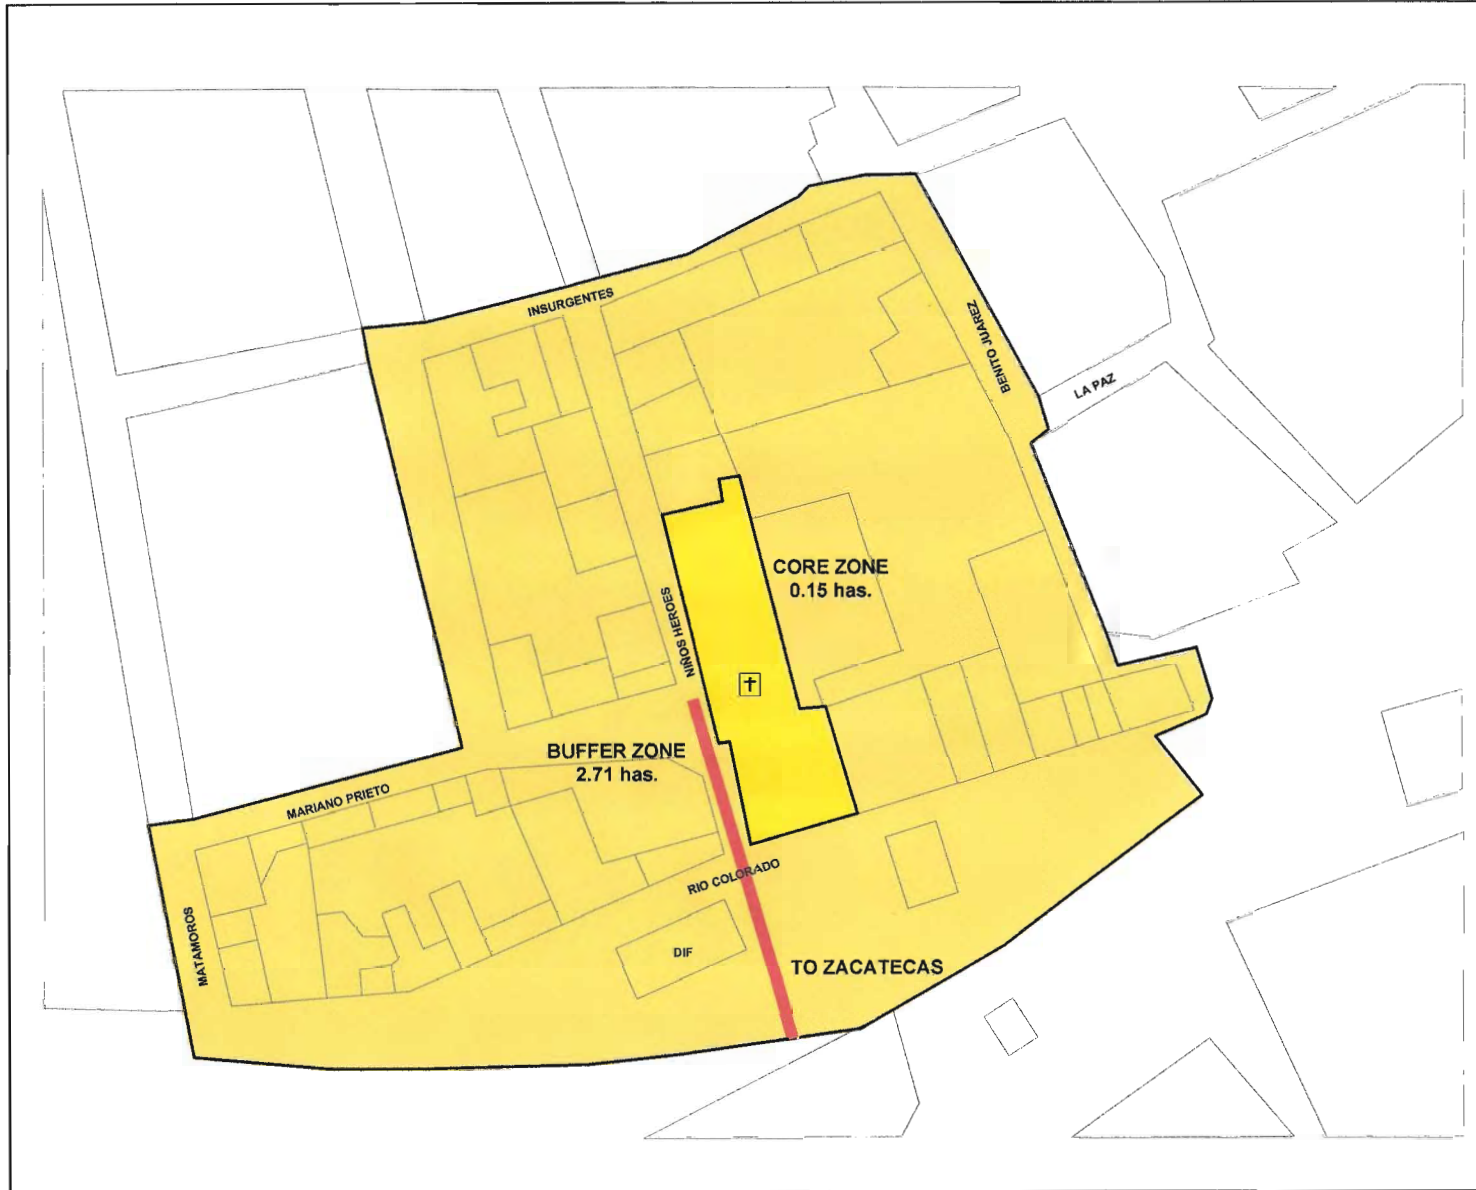 INSURGENTES
BENITO JUAREZ
LA PAZ
CORE ZONE
0.15 has.
NIÑOS HEROES
BUFFER ZONE
2.71 has.
MARIANO PRIETO
RIO COLORADO
MATAMOROS
DIF
TO ZACATECAS